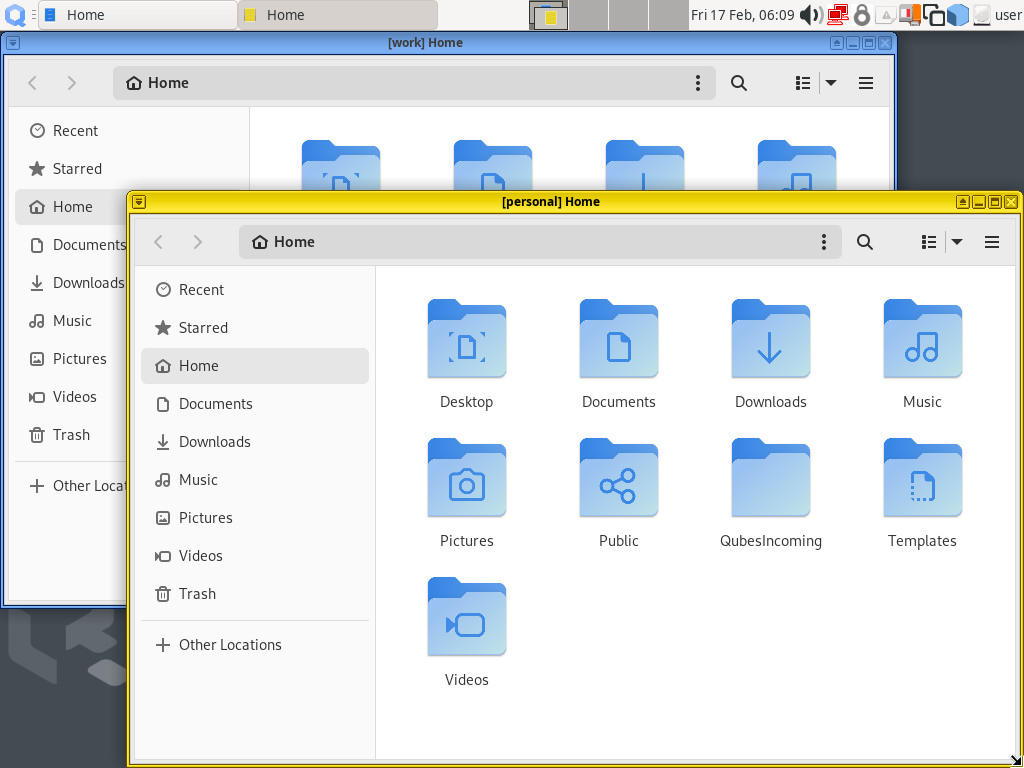 Home
Home
Fri 17 Feb, 06:09
user
[work] Home
Home
Recent
Starred
Home
Documents
Downloads
Music
Pictures
Videos
Trash
Other Locat
[personal] Home
Home
Recent
Starred
Home
Documents
Downloads
Music
Pictures
Videos
Trash
Other Locations
Desktop
Documents
Downloads
Music
Pictures
Public
QubesIncoming
Templates
Videos